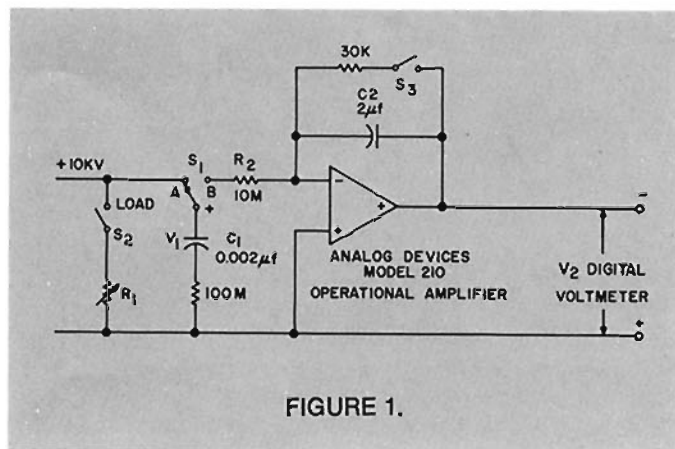 30K
S3
C2
2μf
+10KV
S1
A
B
R2
10M
−
+
+
−
LOAD
S2
+
V1
C1
0.002μf
+
ANALOG DEVICES
MODEL 210
OPERATIONAL AMPLIFIER
V2 DIGITAL
VOLTMETER
R1
100M
+
FIGURE 1.